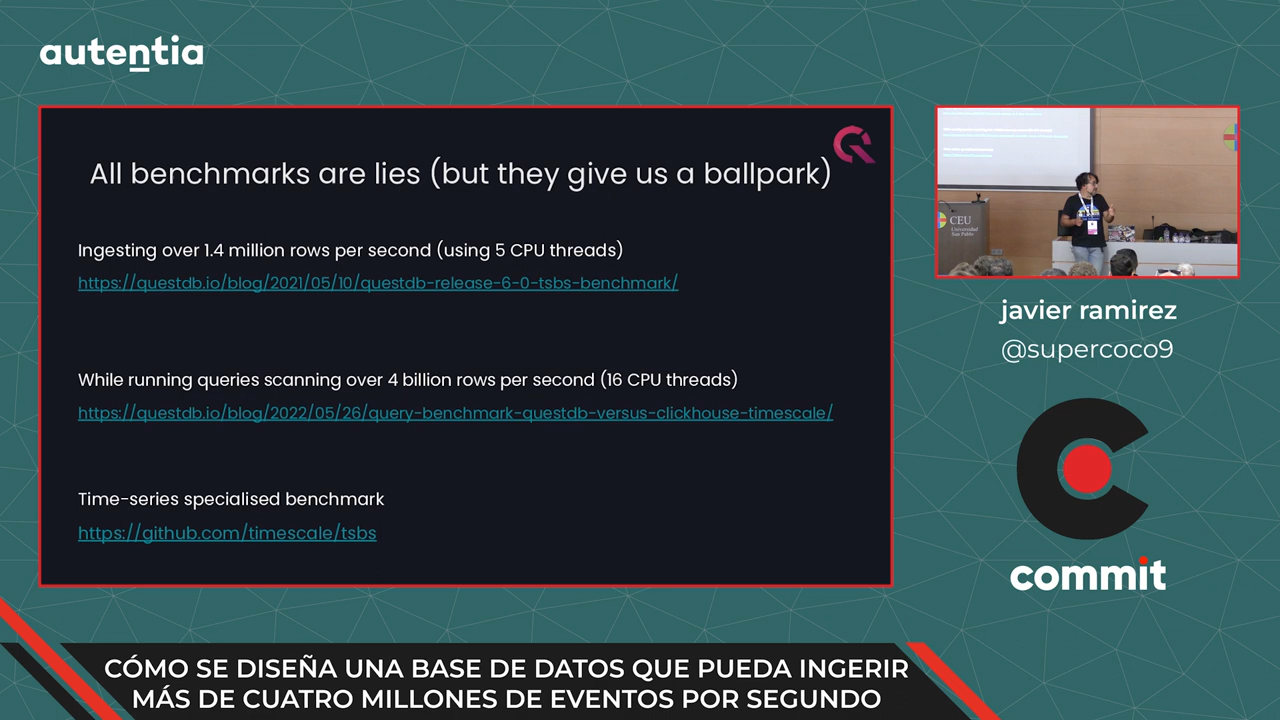 autentia
All benchmarks are lies (but they give us a ballpark)
Ingesting over 1.4 million rows per second (using 5 CPU threads)
https://questdb.io/blog/2021/05/10/questdb-release-6-0-tsbs-benchmark/
While running queries scanning over 4 billion rows per second (16 CPU threads)
https://questdb.io/blog/2022/05/26/query-benchmark-questdb-versus-clickhouse-timescale/
Time-series specialised benchmark
https://github.com/timescale/tsbs
CEU
Universidad
San Pablo
javier ramirez
@supercoco9
commit
CÓMO SE DISEÑA UNA BASE DE DATOS QUE PUEDA INGERIR
MÁS DE CUATRO MILLONES DE EVENTOS POR SEGUNDO